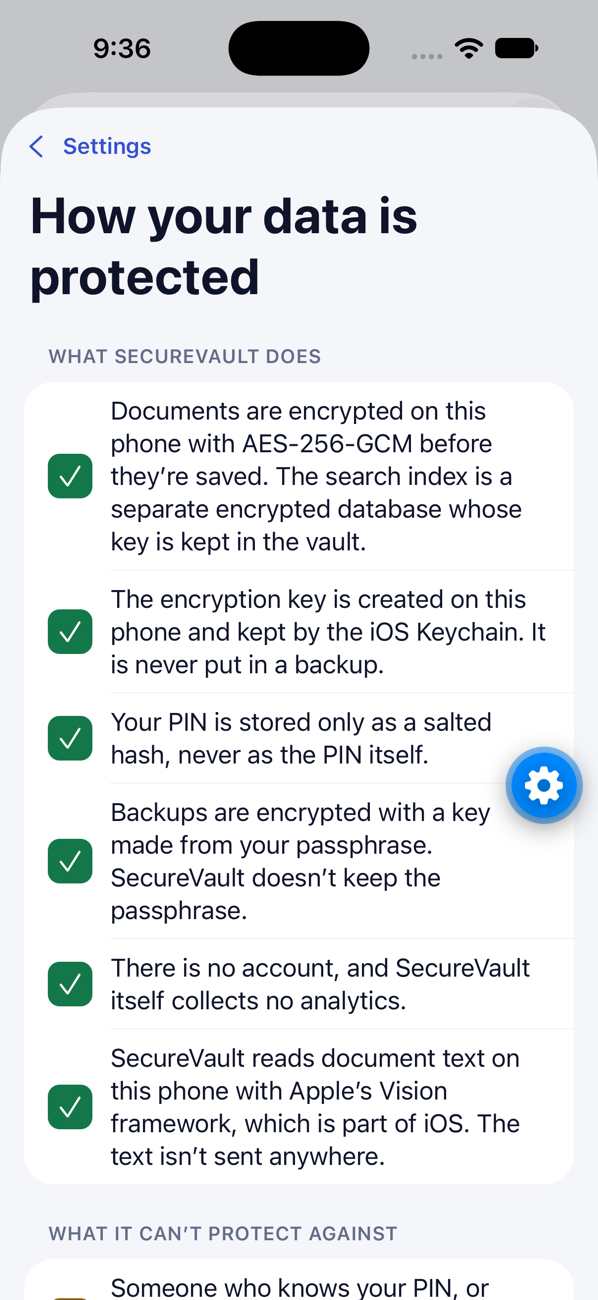 9:36
Settings
How your data is
protected
WHAT SECUREVAULT DOES
Documents are encrypted on this
phone with AES-256-GCM before
they’re saved. The search index is a
separate encrypted database whose
key is kept in the vault.
The encryption key is created on this
phone and kept by the iOS Keychain. It
is never put in a backup.
Your PIN is stored only as a salted
hash, never as the PIN itself.
Backups are encrypted with a key
made from your passphrase.
SecureVault doesn’t keep the
passphrase.
There is no account, and SecureVault
itself collects no analytics.
SecureVault reads document text on
this phone with Apple’s Vision
framework, which is part of iOS. The
text isn’t sent anywhere.
WHAT IT CAN’T PROTECT AGAINST
Someone who knows your PIN, or